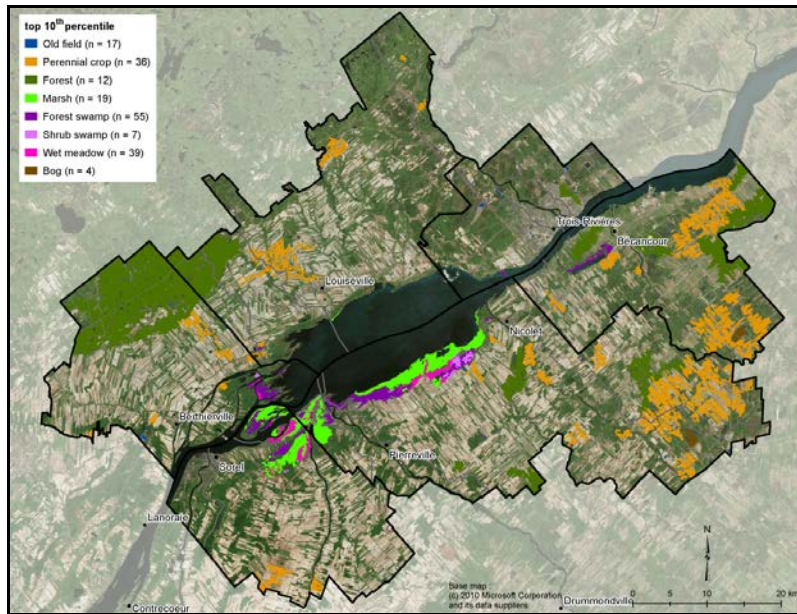 top 10th percentile
Old field (n = 17)
Perennial crop (n = 36)
Forest (n = 12)
Marsh (n = 19)
Forest swamp (n = 55)
Shrub swamp (n = 7)
Wet meadow (n = 39)
Bog (n = 4)
Trois-Rivières
Bécancour
Louiseville
Nicolet
Berthierville
Sorel
Pierreville
Lanoraie
Contrecoeur
Drummondville
Base map :
(c) 2010 Microsoft Corporation
and its data suppliers
N
0 5 10 20 km